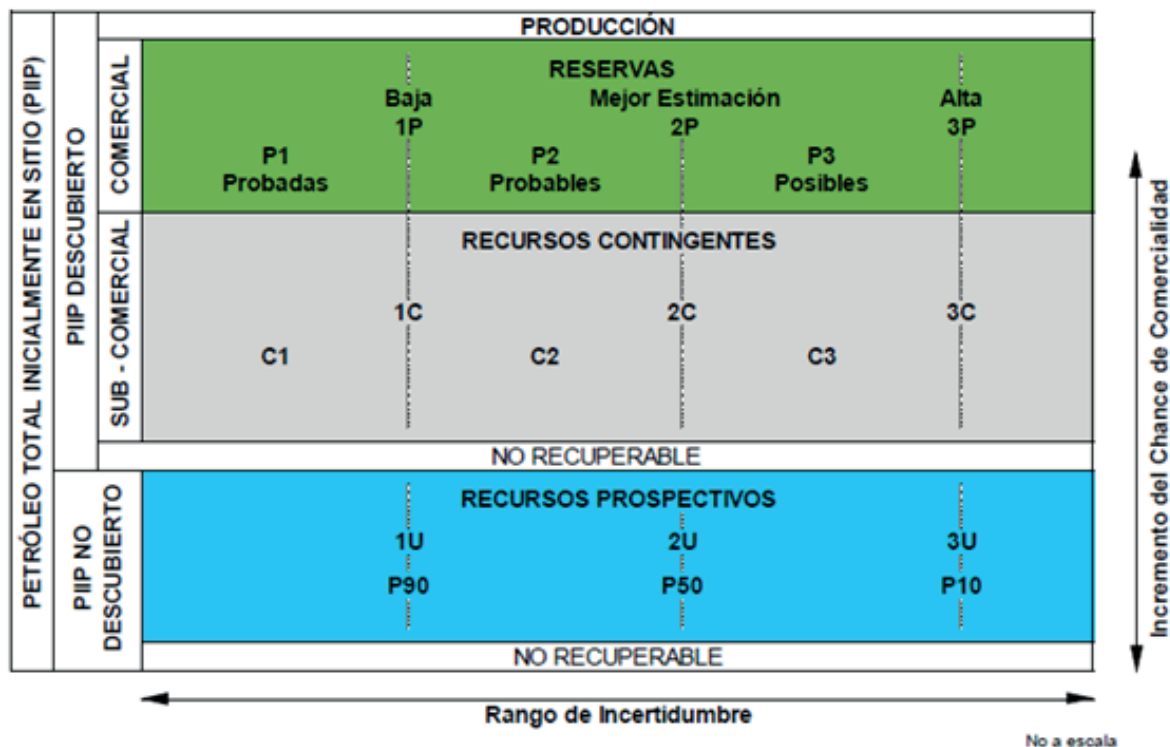 PETRÓLEO TOTAL INICIALMENTE EN SITIO (PIIP)
PIIP DESCUBIERTO
COMERCIAL
SUB - COMERCIAL
PIIP NO
DESCUBIERTO
PRODUCCIÓN
RESERVAS
Baja Mejor Estimación Alta
1P 2P 3P
P1 P2 P3
Probadas Probables Posibles
RECURSOS CONTINGENTES
1C 2C 3C
C1 C2 C3
NO RECUPERABLE
RECURSOS PROSPECTIVOS
1U 2U 3U
P90 P50 P10
NO RECUPERABLE
Rango de Incertidumbre
Incremento del Chance de Comercialidad
No a escala